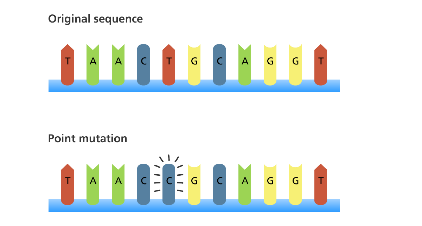 Original sequence
T A A C T G C A G G T
Point mutation
T A A C C G C A G G T